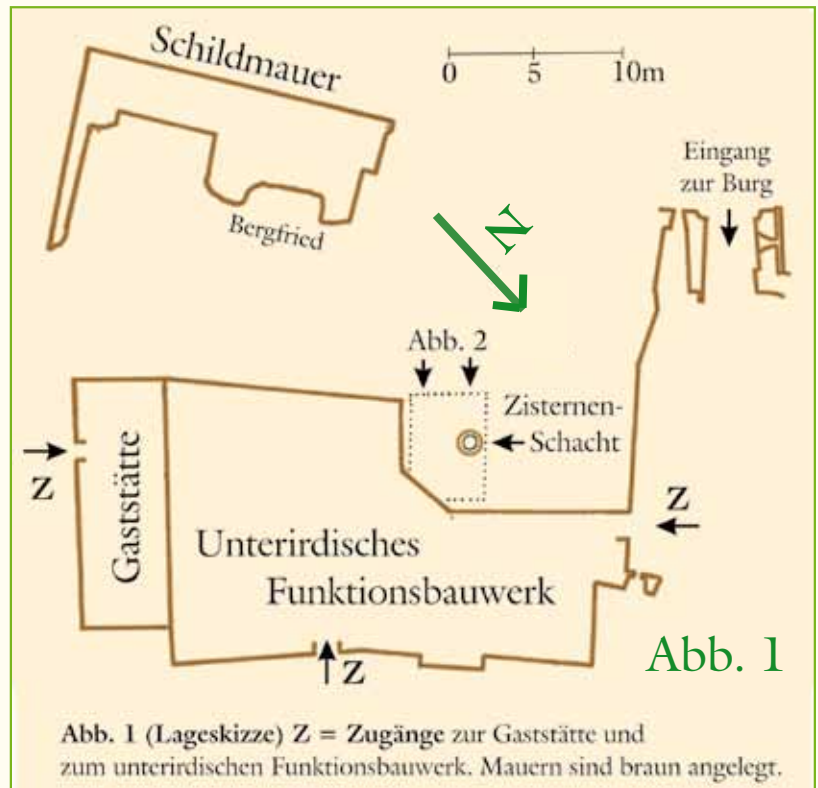 Schildmauer
0 5 10m
Eingang
zur Burg
Bergfried
N
Abb. 2
Zisternen-
Schacht
Z
Gaststätte
Z
Unterirdisches
Funktionsbauwerk
Z
Abb. 1
Abb. 1 (Lageskizze) Z = Zugänge zur Gaststätte und
zum unterirdischen Funktionsbauwerk. Mauern sind braun angelegt.